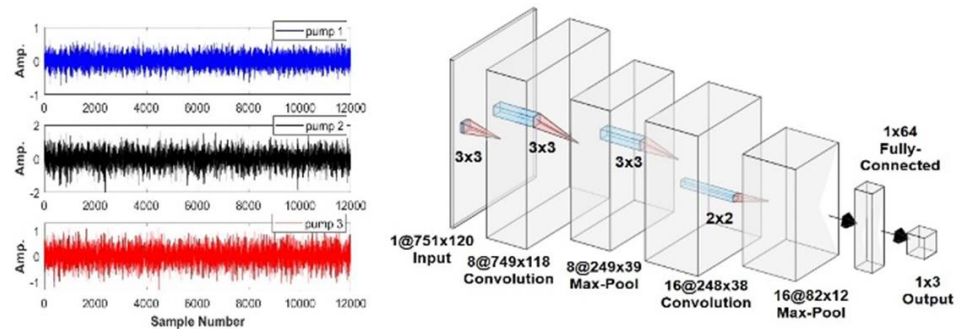 1
pump 1
Amp.
0
-1
0 2000 4000 6000 8000 10000 12000
2
pump 2
Amp.
0
-2
0 2000 4000 6000 8000 10000 12000
pump 3
1
Amp.
0
-1
0 2000 4000 6000 8000 10000 12000
Sample Number
3x3
3x3
3x3
2x2
1x64
Fully-
Connected
1@751x120
Input
8@749x118
Convolution
8@249x39
Max-Pool
16@248x38
Convolution
16@82x12
Max-Pool
1x3
Output